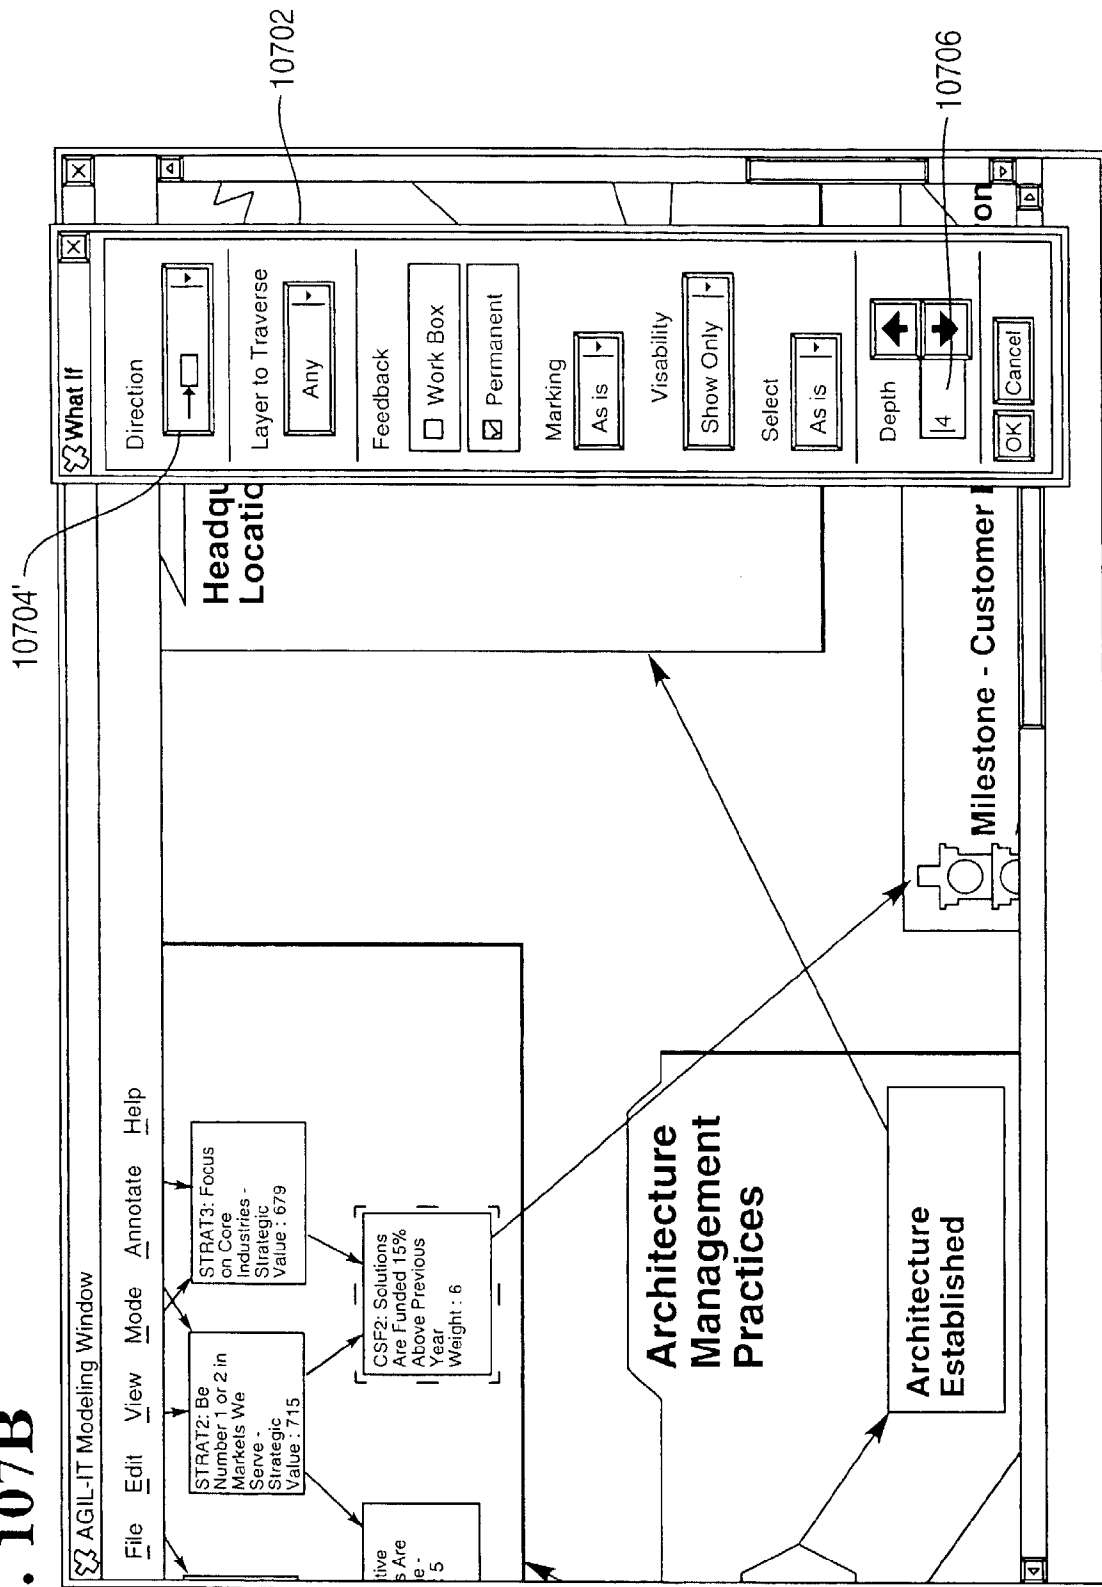 . 107B
AGIL-IT Modeling Window
File Edit View Mode Annotate Help
STRAT2: Be
Number 1 or 2 in
Markets We
Serve -
Strategic
Value : 715
STRAT3: Focus
on Core
Industries -
Strategic
Value : 679
tive
s Are
e -
5
CSF2: Solutions
Are Funded 15%
Above Previous
Year
Weight : 6
Architecture
Management
Practices
Architecture
Established
Headqu
Locatio
Milestone - Customer
on
10704'
What If
Direction
Layer to Traverse
Any
Feedback
Work Box
Permanent
Marking
As is
Visability
Show Only
Select
As is
Depth
4
OK Cancel
10702
10706